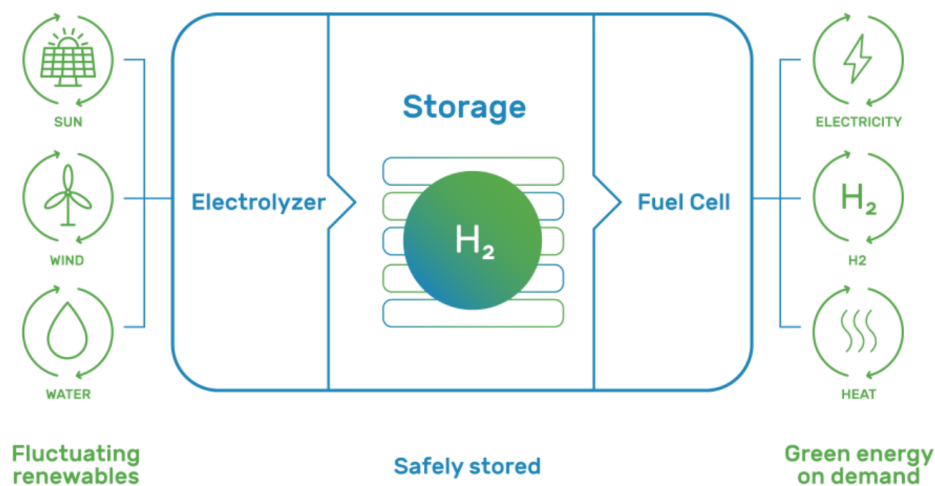 SUN
WIND
WATER
Fluctuating
renewables
Electrolyzer
Storage
H₂
Safely stored
Fuel Cell
ELECTRICITY
H₂
H2
HEAT
Green energy
on demand